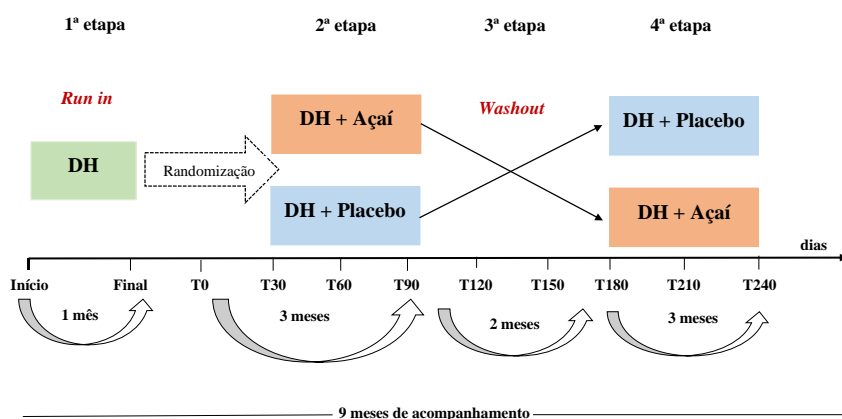 1ª etapa
2ª etapa
3ª etapa
4ª etapa
Run in
Washout
DH + Açaí
DH + Placebo
DH
Randomização
DH + Placebo
DH + Açaí
dias
Início
Final
T0
T30
T60
T90
T120
T150
T180
T210
T240
1 mês
3 meses
2 meses
3 meses
9 meses de acompanhamento